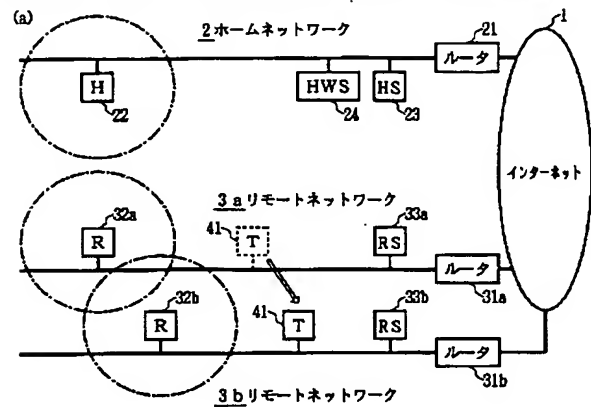 (a)
2 ホームネットワーク
21
ルータ
1
H
22
HWS
24
HS
23
インターネット
3a リモートネットワーク
32a
R
41
T
33a
RS
ルータ
31a
32b
R
41
T
33b
RS
ルータ
31b
3b リモートネットワーク